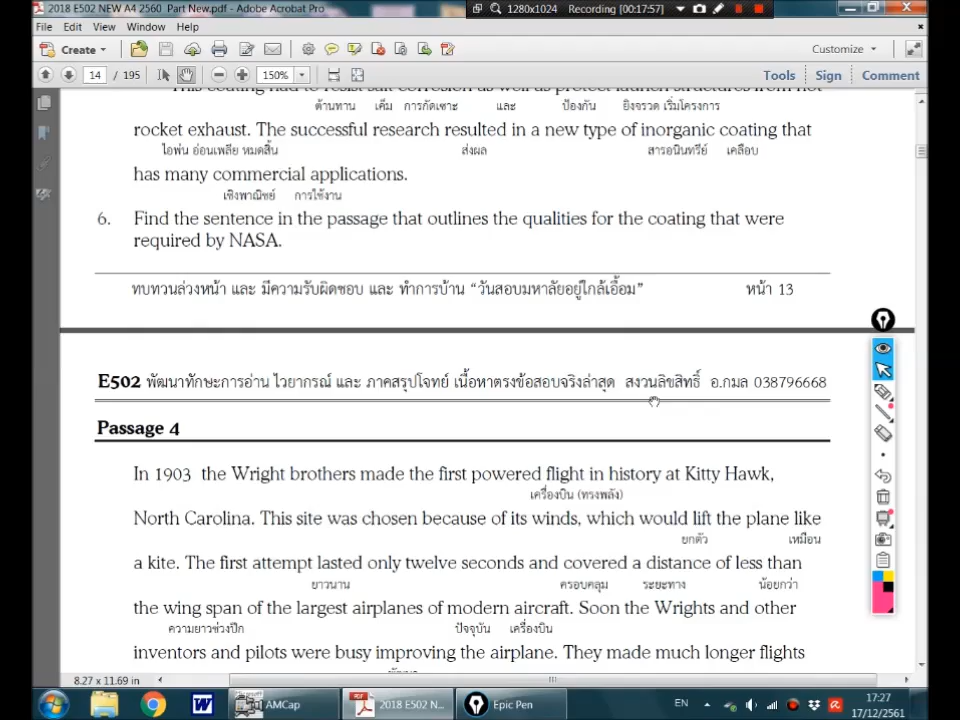 2018 E502 NEW A4 2560 Part New.pdf - Adobe Acrobat Pro
1280x1024 Recording [00:17:57]
File Edit View Window Help
Create
Customize
14 / 195
150%
Tools Sign Comment
This coating had to resist salt corrosion as well as protect launch structures from hot
ต้านทาน เค็ม การกัดเซาะ และ ป้องกัน ยิงจรวด เริ่มโครงการ
rocket exhaust. The successful research resulted in a new type of inorganic coating that
ไอพ่น อ่อนเพลีย หมดสิ้น ส่งผล สารอนินทรีย์ เคลือบ
has many commercial applications.
เชิงพาณิชย์ การใช้งาน
6. Find the sentence in the passage that outlines the qualities for the coating that were
required by NASA.
ทบทวนล่วงหน้า และ มีความรับผิดชอบ และ ทำการบ้าน "วันสอบมหาลัยอยู่ใกล้เอื้อม" หน้า 13
E502 พัฒนาทักษะการอ่าน ไวยากรณ์ และ ภาคสรุปโจทย์ เนื้อหาตรงข้อสอบจริงล่าสุด สงวนลิขสิทธิ์ อ.กมล 038796668
Passage 4
In 1903 the Wright brothers made the first powered flight in history at Kitty Hawk,
เครื่องบิน (ทรงพลัง)
North Carolina. This site was chosen because of its winds, which would lift the plane like
ยกตัว เหมือน
a kite. The first attempt lasted only twelve seconds and covered a distance of less than
ยาวนาน ครอบคลุม ระยะทาง น้อยกว่า
the wing span of the largest airplanes of modern aircraft. Soon the Wrights and other
ความยาวช่วงปีก ปัจจุบัน เครื่องบิน
inventors and pilots were busy improving the airplane. They made much longer flights
8.27 x 11.69 in
AMCap
2018 E502 N...
Epic Pen
EN
17:27
17/12/2561